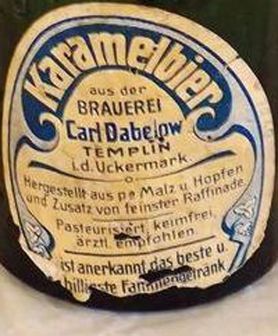 Karamelbier
aus der
BRAUEREI
Carl Dabelow
TEMPLIN
i.d. Uckermark.
Hergestellt aus pa Malz u Hopfen
und Zusatz von feinster Raffinade.
Pasteurisiert, keimfrei,
ärztl. empfohlen.
ist anerkannt das beste u.
billigste Familiengetränk